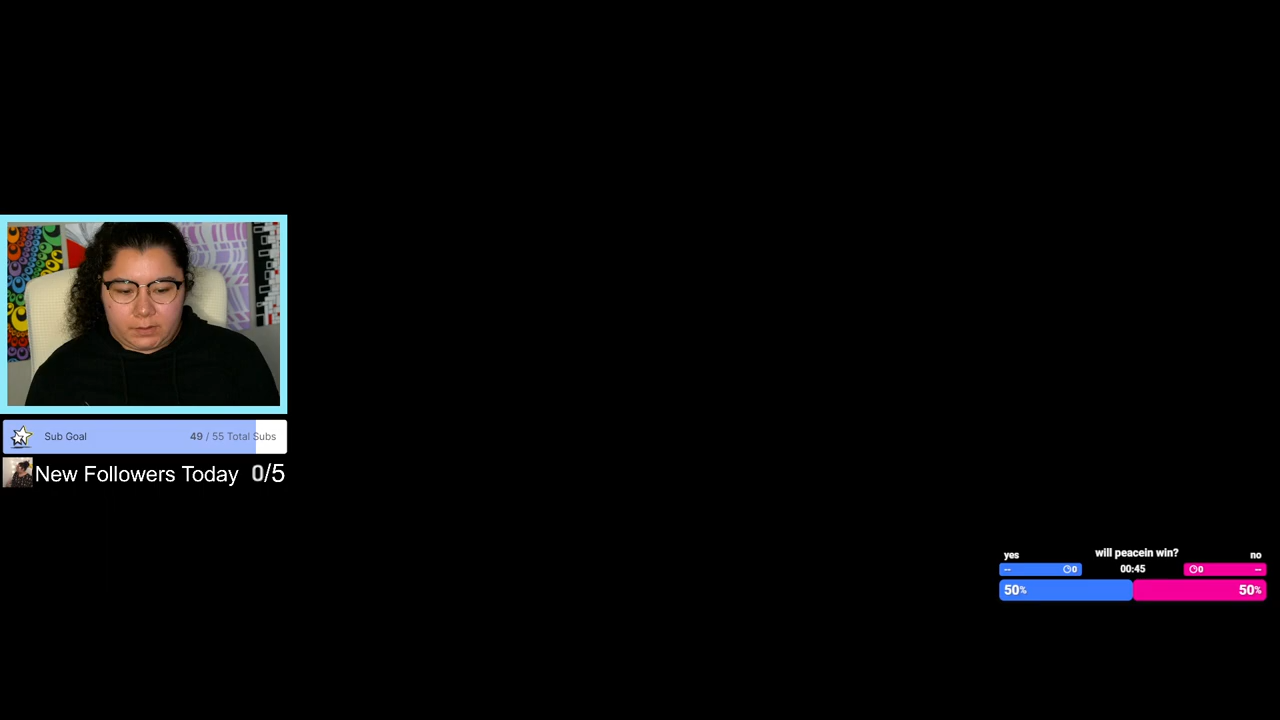 Sub Goal 49 / 55 Total Subs
New Followers Today 0/5
will peacein win?
yes 00:45 no
-- 0 0 --
50% 50%